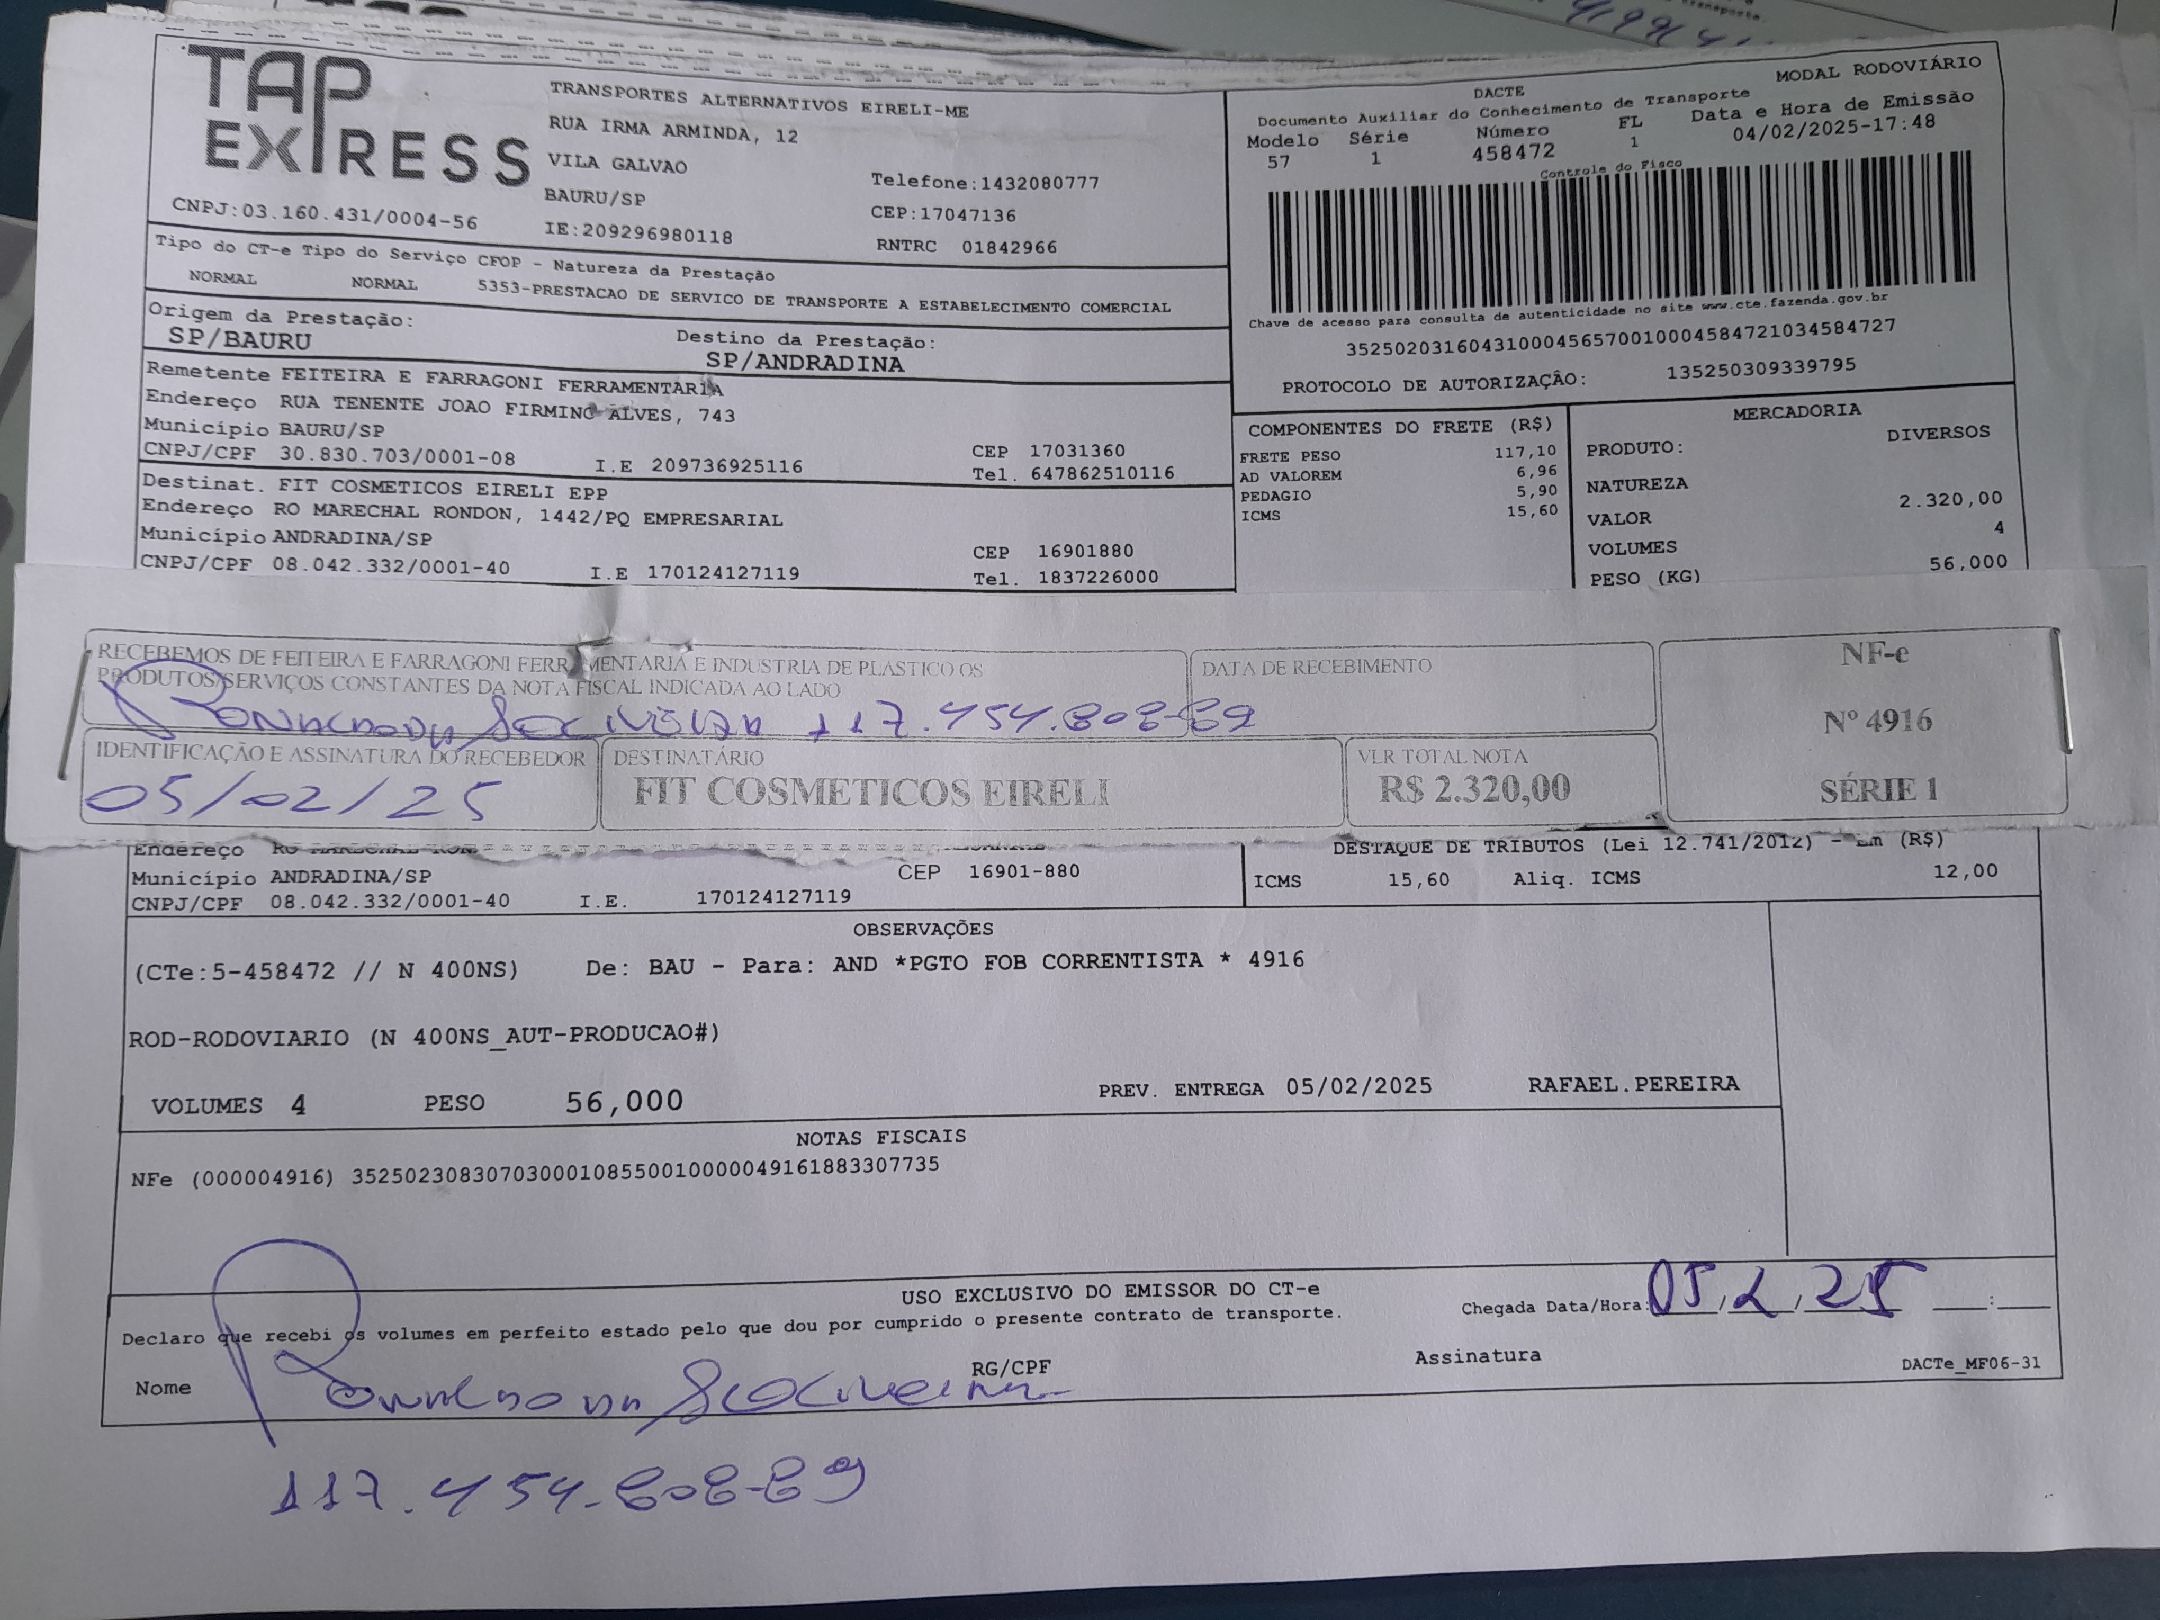 TAP
EXPRESS
TRANSPORTES ALTERNATIVOS EIRELI-ME
RUA IRMA ARMINDA, 12
VILA GALVAO
BAURU/SP
IE:209296980118
Telefone:1432080777
CEP:17047136
RNTRC 01842966
CNPJ:03.160.431/0004-56
DACTE
MODAL RODOVIÁRIO
Documento Auxiliar do Conhecimento de Transporte
Modelo Série Número FL Data e Hora de Emissão
57 1 458472 1 04/02/2025-17:48
Controle do Fisco
Chave de acesso para consulta de autenticidade no site www.cte.fazenda.gov.br
35250203160431000456570010004584721034584727
PROTOCOLO DE AUTORIZAÇÃO: 135250309339795
Tipo do CT-e Tipo do Serviço CFOP - Natureza da Prestação
NORMAL NORMAL 5353-PRESTACAO DE SERVICO DE TRANSPORTE A ESTABELECIMENTO COMERCIAL
Origem da Prestação: Destino da Prestação:
SP/BAURU SP/ANDRADINA
Remetente FEITEIRA E FARRAGONI FERRAMENTARIA
Endereço RUA TENENTE JOAO FIRMINO ALVES, 743
Município BAURU/SP CEP 17031360
CNPJ/CPF 30.830.703/0001-08 I.E 209736925116 Tel. 647862510116
Destinat. FIT COSMETICOS EIRELI EPP
Endereço RO MARECHAL RONDON, 1442/PQ EMPRESARIAL
Município ANDRADINA/SP CEP 16901880
CNPJ/CPF 08.042.332/0001-40 I.E 170124127119 Tel. 1837226000
COMPONENTES DO FRETE (R$)
FRETE PESO 117,10
AD VALOREM 6,96
PEDAGIO 5,90
ICMS 15,60
MERCADORIA
PRODUTO: DIVERSOS
NATUREZA
VALOR 2.320,00
VOLUMES 4
PESO (KG) 56,000
RECEBEMOS DE FEITEIRA E FARRAGONI FERRAMENTARIA E INDUSTRIA DE PLASTICO OS
PRODUTOS/SERVIÇOS CONSTANTES DA NOTA FISCAL INDICADA AO LADO
DATA DE RECEBIMENTO
117.454.808-89
IDENTIFICAÇÃO E ASSINATURA DO RECEBEDOR
05/02/25
DESTINATÁRIO
FIT COSMETICOS EIRELI
VLR TOTAL NOTA
R$ 2.320,00
NF-e
Nº 4916
SÉRIE 1
Endereço RO MARECHAL RON
Município ANDRADINA/SP CEP 16901-880
CNPJ/CPF 08.042.332/0001-40 I.E. 170124127119
DESTAQUE DE TRIBUTOS (Lei 12.741/2012) - Em (R$)
ICMS 15,60 Aliq. ICMS 12,00
OBSERVAÇÕES
(CTe:5-458472 // N 400NS) De: BAU - Para: AND *PGTO FOB CORRENTISTA * 4916
ROD-RODOVIARIO (N 400NS_AUT-PRODUCAO#)
VOLUMES 4 PESO 56,000 PREV. ENTREGA 05/02/2025 RAFAEL.PEREIRA
NOTAS FISCAIS
NFe (000004916) 35250230830703000108550010000049161883307735
USO EXCLUSIVO DO EMISSOR DO CT-e
Declaro que recebi os volumes em perfeito estado pelo que dou por cumprido o presente contrato de transporte.
Chegada Data/Hora: 05/2/25 :
Nome RG/CPF Assinatura DACTe_MF06-31
117.454.808-89